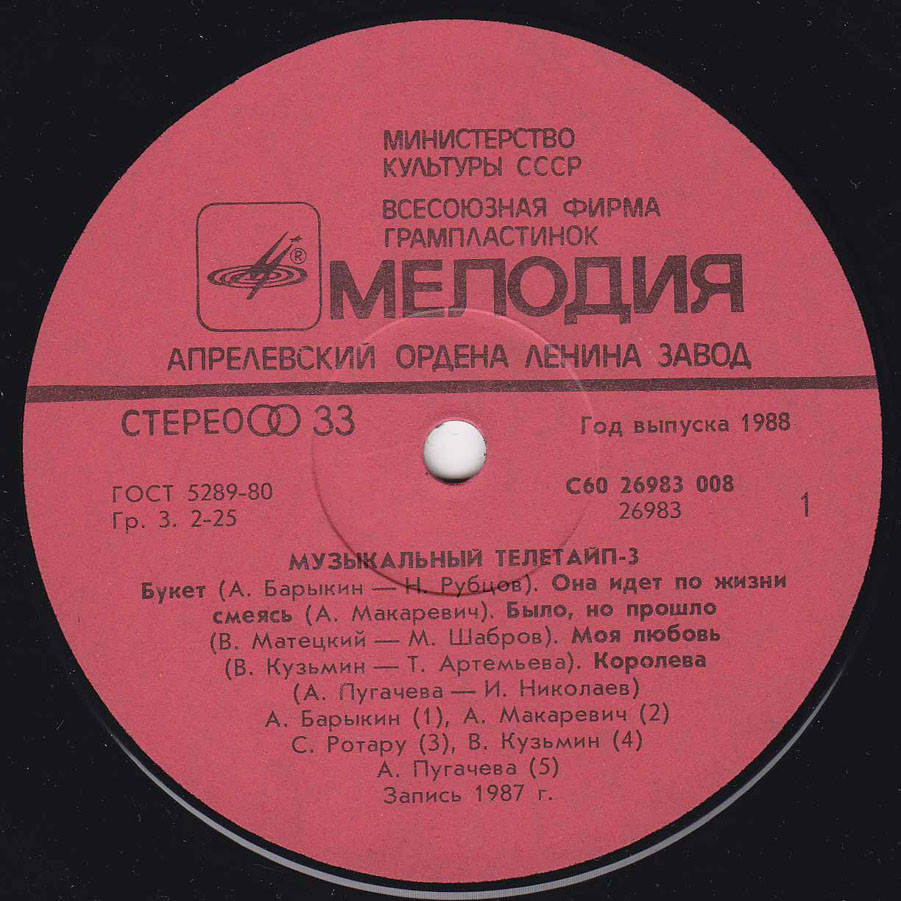 МИНИСТЕРСТВО
КУЛЬТУРЫ СССР
ВСЕСОЮЗНАЯ ФИРМА
ГРАМПЛАСТИНОК
®
МЕЛОДИЯ
АПРЕЛЕВСКИЙ ОРДЕНА ЛЕНИНА ЗАВОД
СТЕРЕО 33
Год выпуска 1988
ГОСТ 5289-80
Гр. 3. 2-25
С60 26983 008
26983
1
МУЗЫКАЛЬНЫЙ ТЕЛЕТАЙП-3
Букет (А. Барыкин — Н. Рубцов). Она идет по жизни
смеясь (А. Макаревич). Было, но прошло
(В. Матецкий — М. Шабров). Моя любовь
(В. Кузьмин — Т. Артемьева). Королева
(А. Пугачева — И. Николаев)
А. Барыкин (1), А. Макаревич (2)
С. Ротару (3), В. Кузьмин (4)
А. Пугачева (5)
Запись 1987 г.